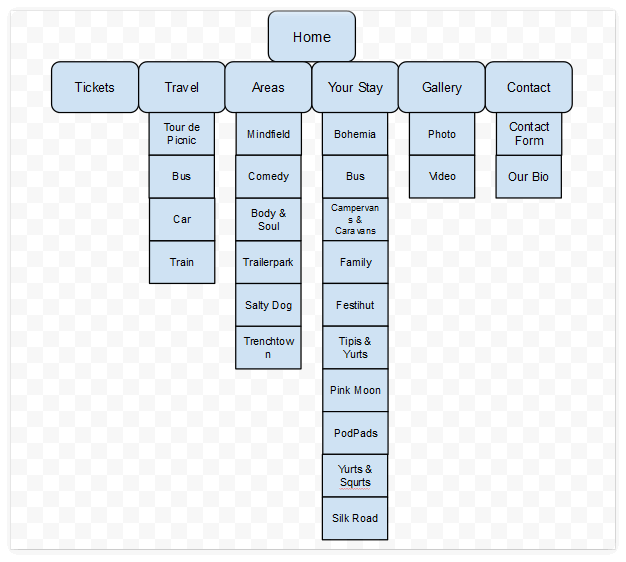 Home
Tickets
Travel
Areas
Your Stay
Gallery
Contact
Tour de
Picnic
Bus
Car
Train
Mindfield
Comedy
Body &
Soul
Trailerpark
Salty Dog
Trenchtow
n
Bohemia
Bus
Campervan
s &
Caravans
Family
Festihut
Tipis &
Yurts
Pink Moon
PodPads
Yurts &
Squrts
Silk Road
Photo
Video
Contact
Form
Our Bio